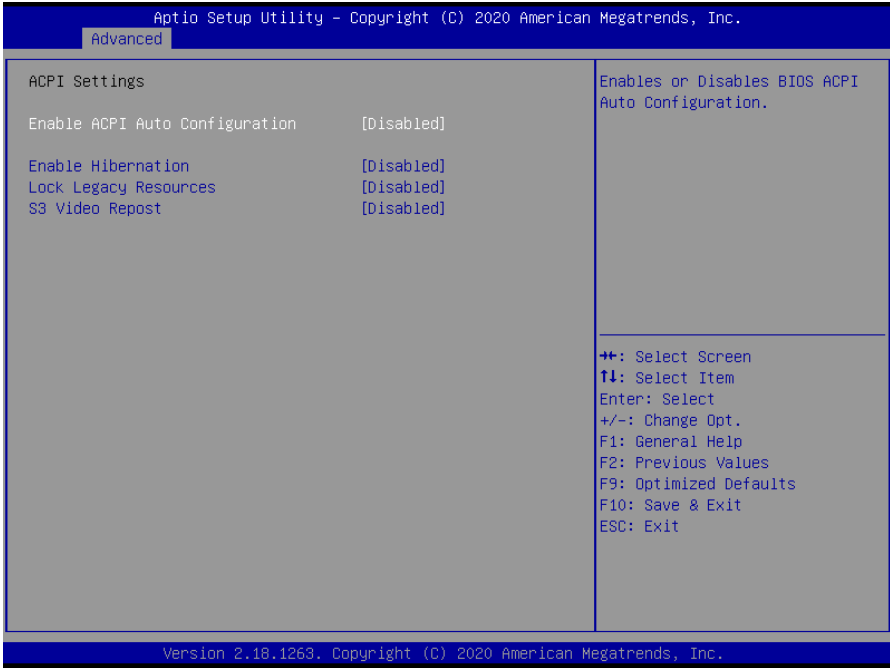 Aptio Setup Utility – Copyright (C) 2020 American Megatrends, Inc.
Advanced
ACPI Settings
Enable ACPI Auto Configuration [Disabled]
Enable Hibernation [Disabled]
Lock Legacy Resources [Disabled]
S3 Video Repost [Disabled]
Enables or Disables BIOS ACPI
Auto Configuration.
→←: Select Screen
↑↓: Select Item
Enter: Select
+/-: Change Opt.
F1: General Help
F2: Previous Values
F9: Optimized Defaults
F10: Save & Exit
ESC: Exit
Version 2.18.1263. Copyright (C) 2020 American Megatrends, Inc.